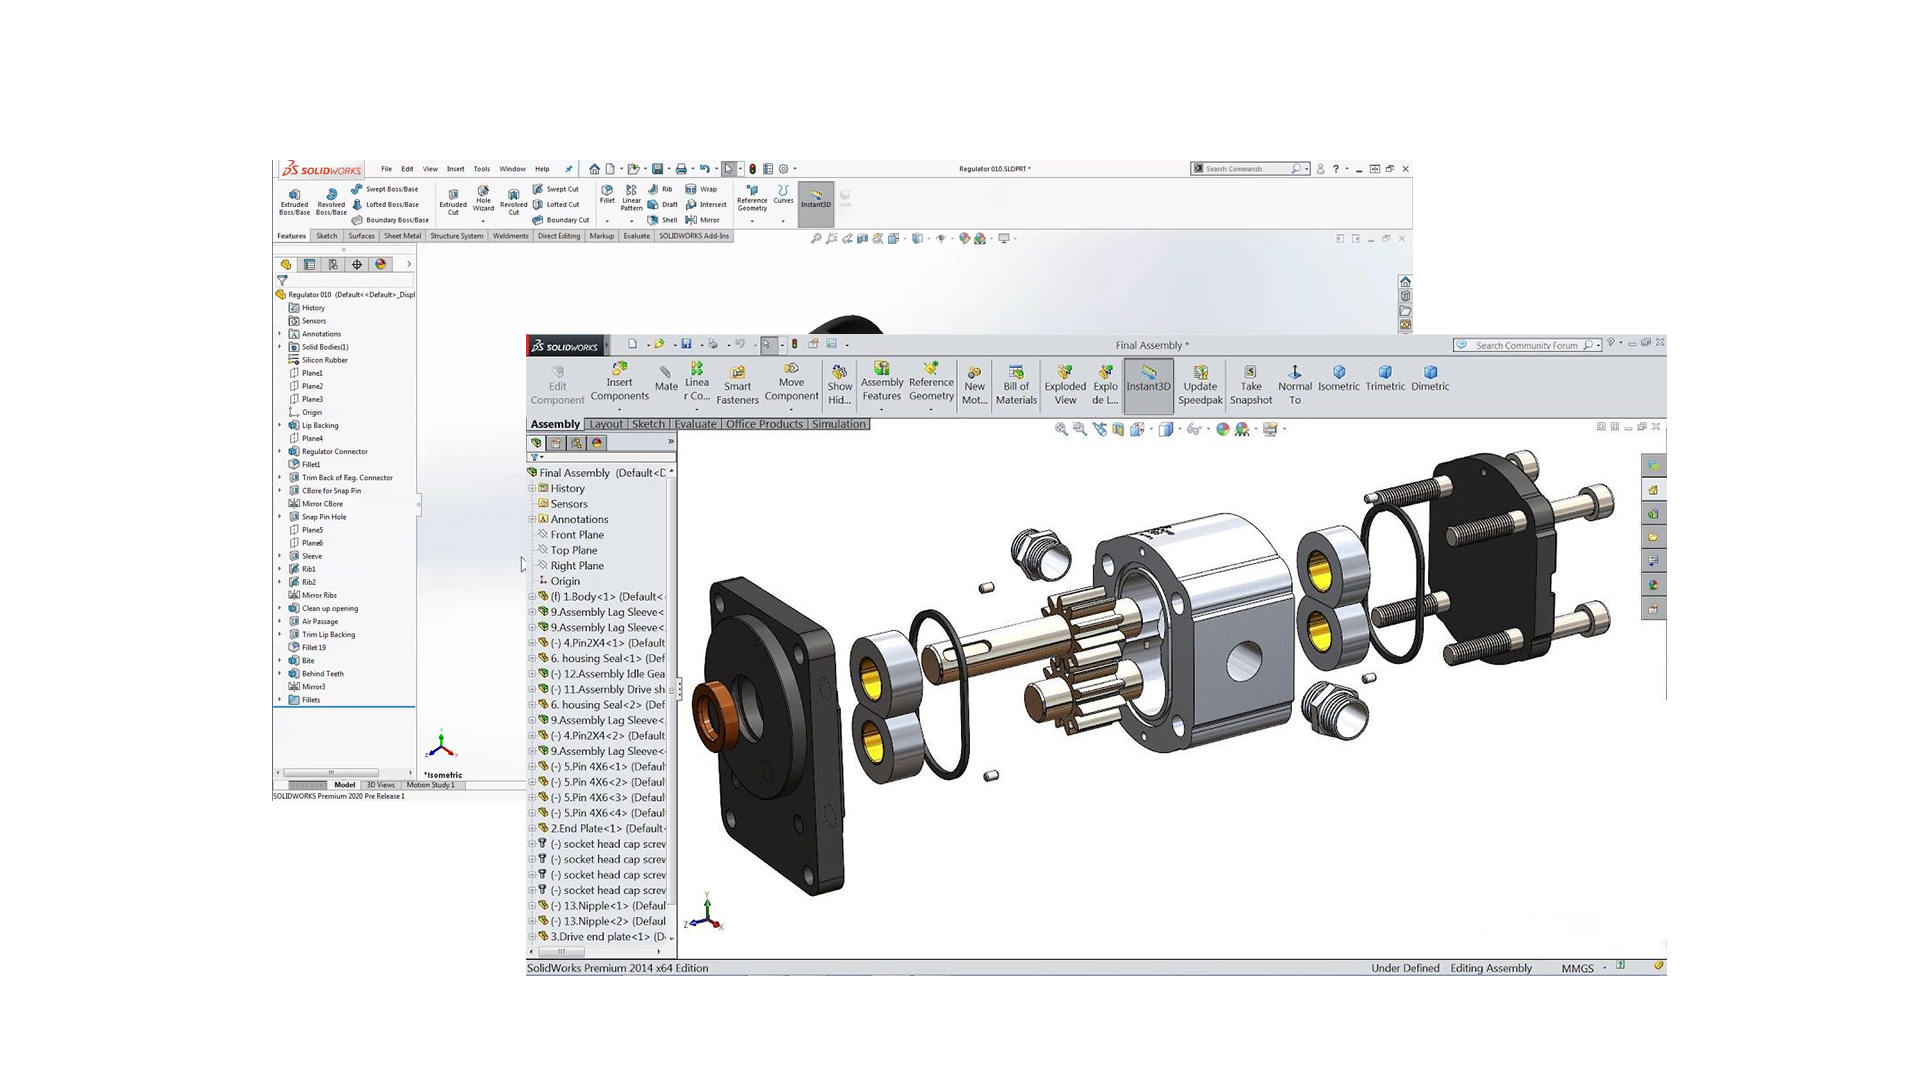 SOLIDWORKS File Edit View Insert Tools Window Help Regulator 010.SLDPRT * Search Commands
Extruded Boss/Base Revolved Boss/Base Swept Boss/Base Lofted Boss/Base Boundary Boss/Base Extruded Cut Hole Wizard Revolved Cut Swept Cut Lofted Cut Boundary Cut Fillet Linear Pattern Rib Draft Shell Wrap Intersect Mirror Reference Geometry Curves Instant3D
Features Sketch Surfaces Sheet Metal Structure System Weldments Direct Editing Markup Evaluate SOLIDWORKS Add-Ins
Regulator 010 (Default<<Default>_Displ
History
Sensors
Annotations
Solid Bodies(1)
Silicon Rubber
Plane1
Plane2
Plane3
Origin
Lip Backing
Plane4
Regulator Connector
Fillet1
Trim Back of Reg. Connector
CBore for Snap Pin
Mirror CBore
Snap Pin Hole
Plane5
Plane6
Sleeve
Rib1
Rib2
Mirror Ribs
Clean up opening
Air Passage
Trim Lip Backing
Fillet 19
Bite
Behind Teeth
Mirror3
Fillets
*Isometric
Model 3D Views Motion Study 1
SOLIDWORKS Premium 2020 Pre Release 1
SOLIDWORKS Final Assembly * Search Community Forum
Edit Component Insert Components Mate Linea r Co... Smart Fasteners Move Component Show Hid... Assembly Features Reference Geometry New Mot... Bill of Materials Exploded View Explo de L... Instant3D Update Speedpak Take Snapshot Normal To Isometric Trimetric Dimetric
Assembly Layout Sketch Evaluate Office Products Simulation
Final Assembly (Default<D
History
Sensors
Annotations
Front Plane
Top Plane
Right Plane
Origin
(f) 1.Body<1> (Default<
9.Assembly Lag Sleeve<
9.Assembly Lag Sleeve<
(-) 4.Pin2X4<1> (Default
6. housing Seal<1> (Def
(-) 12.Assembly Idle Gea
(-) 11.Assembly Drive sh
6. housing Seal<2> (Def
9.Assembly Lag Sleeve<
(-) 4.Pin2X4<2> (Default
9.Assembly Lag Sleeve<
(-) 5.Pin 4X6<1> (Defaul
(-) 5.Pin 4X6<2> (Defaul
(-) 5.Pin 4X6<3> (Defaul
(-) 5.Pin 4X6<4> (Defaul
2.End Plate<1> (Default
(-) socket head cap screw
(-) socket head cap screw
(-) socket head cap screw
(-) socket head cap screw
(-) 13.Nipple<1> (Defaul
(-) 13.Nipple<2> (Defaul
3.Drive end plate<1> (D
Y
Z X
SolidWorks Premium 2014 x64 Edition Under Defined Editing Assembly MMGS